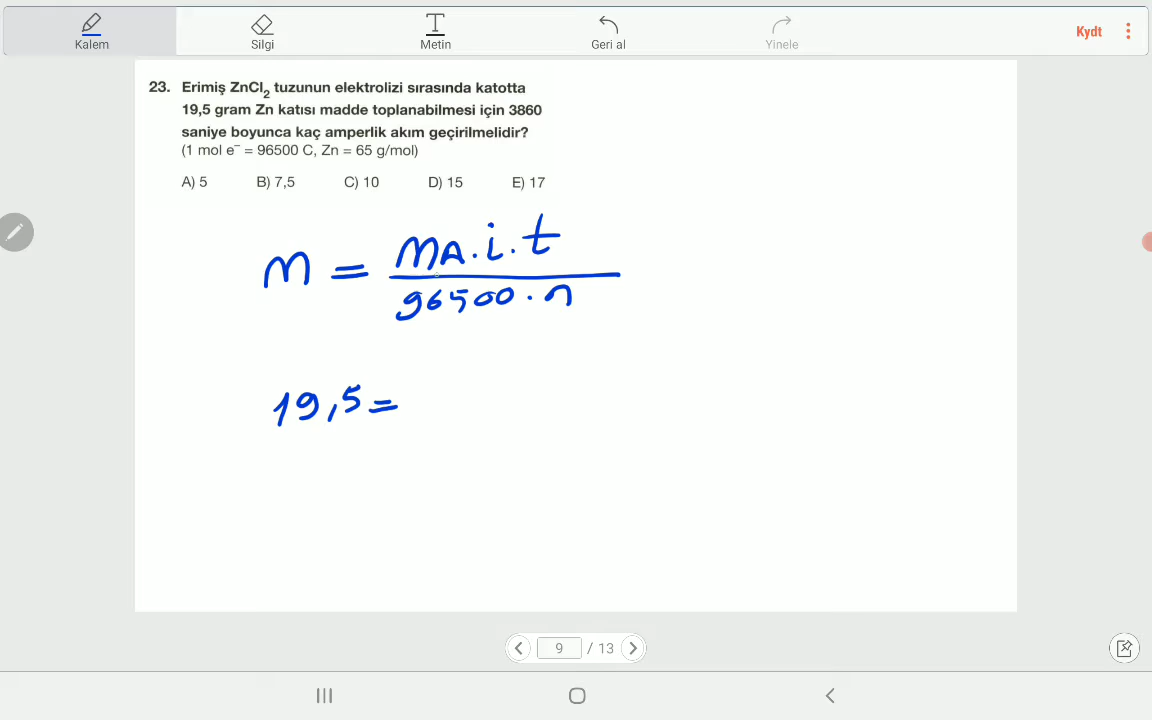 Kalem Silgi Metin Geri al Yinele Kydt
23. Erimiş ZnCl₂ tuzunun elektrolizi sırasında katotta
19,5 gram Zn katısı madde toplanabilmesi için 3860
saniye boyunca kaç amperlik akım geçirilmelidir?
(1 mol e⁻ = 96500 C, Zn = 65 g/mol)
A) 5 B) 7,5 C) 10 D) 15 E) 17
m = MA.i.t
96500.n
19,5=
9 / 13